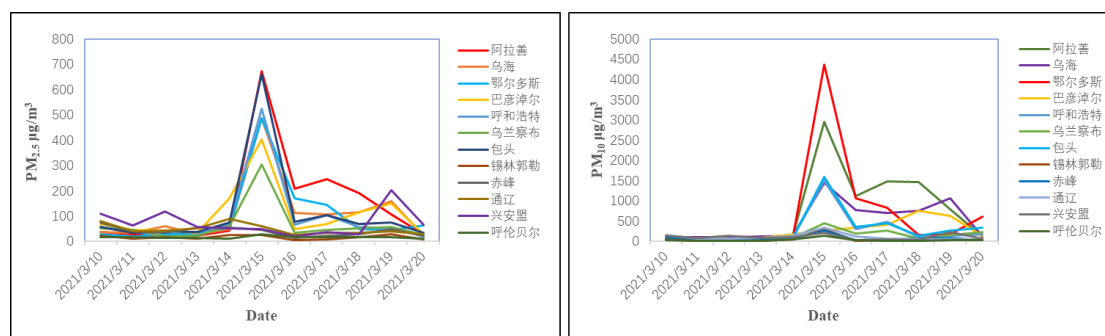 PM2.5 μg/m³
800
700
600
500
400
300
200
100
0
2021/3/10
2021/3/11
2021/3/12
2021/3/13
2021/3/14
2021/3/15
2021/3/16
2021/3/17
2021/3/18
2021/3/19
2021/3/20
Date
阿拉善
乌海
鄂尔多斯
巴彦淖尔
呼和浩特
乌兰察布
包头
锡林郭勒
赤峰
通辽
兴安盟
呼伦贝尔
PM10 μg/m³
5000
4500
4000
3500
3000
2500
2000
1500
1000
500
0
2021/3/10
2021/3/11
2021/3/12
2021/3/13
2021/3/14
2021/3/15
2021/3/16
2021/3/17
2021/3/18
2021/3/19
2021/3/20
Date
阿拉善
乌海
鄂尔多斯
巴彦淖尔
呼和浩特
乌兰察布
包头
锡林郭勒
赤峰
通辽
兴安盟
呼伦贝尔